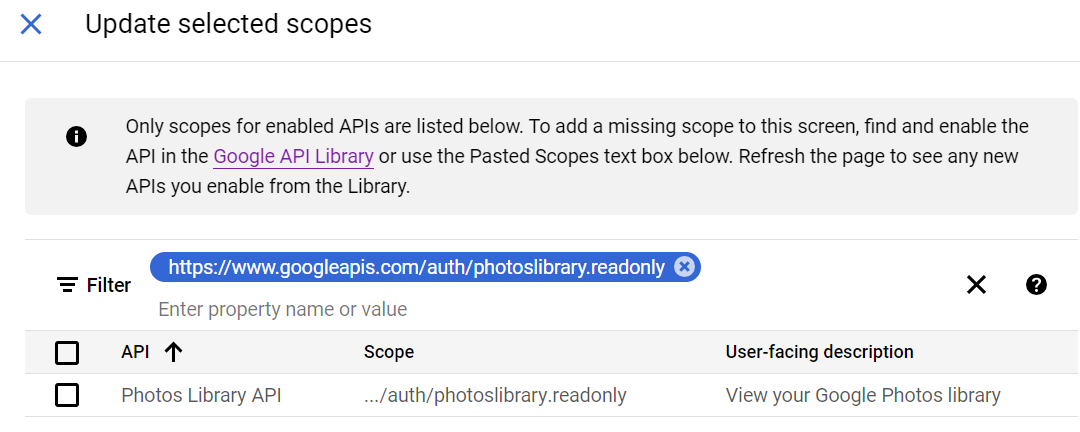 Update selected scopes
Only scopes for enabled APIs are listed below. To add a missing scope to this screen, find and enable the
API in the Google API Library or use the Pasted Scopes text box below. Refresh the page to see any new
APIs you enable from the Library.
Filter
https://www.googleapis.com/auth/photoslibrary.readonly
Enter property name or value
API Scope User-facing description
Photos Library API .../auth/photoslibrary.readonly View your Google Photos library